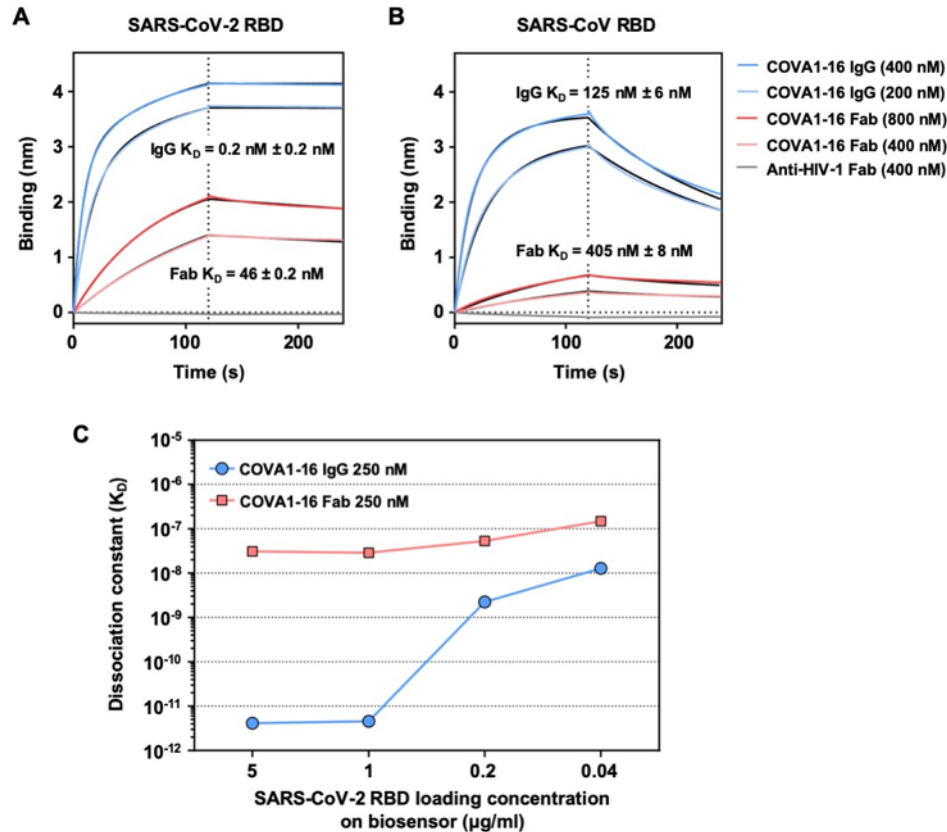 A
SARS-CoV-2 RBD
Binding (nm)
4
3
2
1
0
IgG K_D = 0.2 nM ± 0.2 nM
Fab K_D = 46 ± 0.2 nM
0
100
200
Time (s)
B
SARS-CoV RBD
Binding (nm)
4
3
2
1
0
IgG K_D = 125 nM ± 6 nM
Fab K_D = 405 nM ± 8 nM
0
100
200
Time (s)
COVA1-16 IgG (400 nM)
COVA1-16 IgG (200 nM)
COVA1-16 Fab (800 nM)
COVA1-16 Fab (400 nM)
Anti-HIV-1 Fab (400 nM)
C
Dissociation constant (K_D)
10⁻⁵
10⁻⁶
10⁻⁷
10⁻⁸
10⁻⁹
10⁻¹⁰
10⁻¹¹
10⁻¹²
COVA1-16 IgG 250 nM
COVA1-16 Fab 250 nM
5
1
0.2
0.04
SARS-CoV-2 RBD loading concentration
on biosensor (µg/ml)